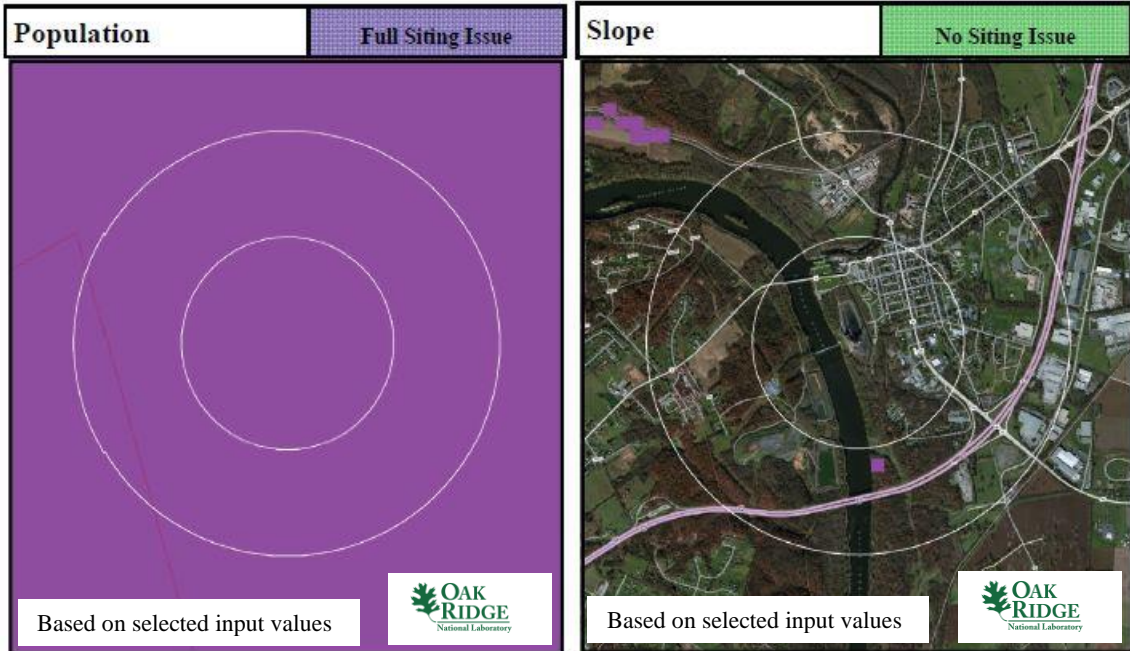 Population
Full Siting Issue
Slope
No Siting Issue
Based on selected input values
OAK
RIDGE
National Laboratory
Based on selected input values
OAK
RIDGE
National Laboratory